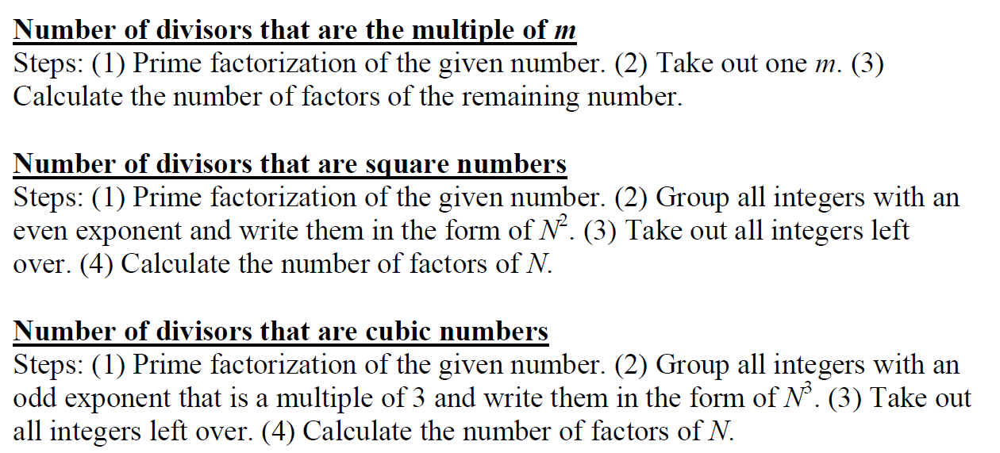 Number of divisors that are the multiple of m
Steps: (1) Prime factorization of the given number. (2) Take out one m. (3)
Calculate the number of factors of the remaining number.
Number of divisors that are square numbers
Steps: (1) Prime factorization of the given number. (2) Group all integers with an
even exponent and write them in the form of N². (3) Take out all integers left
over. (4) Calculate the number of factors of N.
Number of divisors that are cubic numbers
Steps: (1) Prime factorization of the given number. (2) Group all integers with an
odd exponent that is a multiple of 3 and write them in the form of N³. (3) Take out
all integers left over. (4) Calculate the number of factors of N.